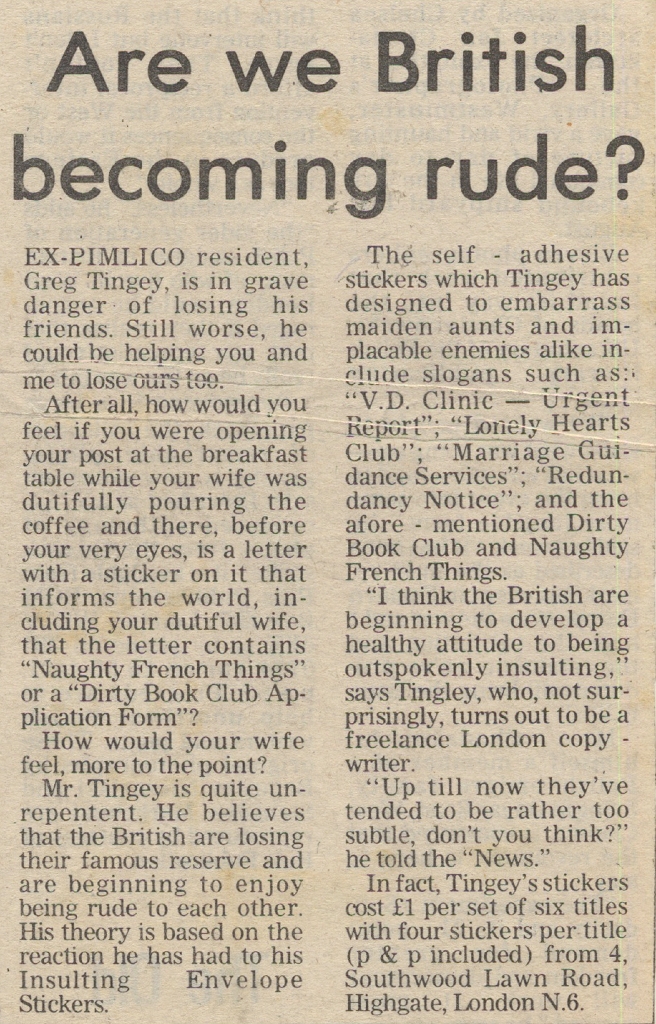 Are we British
becoming rude?
EX-PIMLICO resident,
Greg Tingey, is in grave
danger of losing his
friends. Still worse, he
could be helping you and
me to lose ours too.
After all, how would you
feel if you were opening
your post at the breakfast
table while your wife was
dutifully pouring the
coffee and there, before
your very eyes, is a letter
with a sticker on it that
informs the world, in-
cluding your dutiful wife,
that the letter contains
"Naughty French Things"
or a "Dirty Book Club Ap-
plication Form"?
How would your wife
feel, more to the point?
Mr. Tingey is quite un-
repentent. He believes
that the British are losing
their famous reserve and
are beginning to enjoy
being rude to each other.
His theory is based on the
reaction he has had to his
Insulting Envelope
Stickers.
The self - adhesive
stickers which Tingey has
designed to embarrass
maiden aunts and im-
placable enemies alike in-
clude slogans such as:
"V.D. Clinic — Urgent
Report"; "Lonely Hearts
Club"; "Marriage Gui-
dance Services"; "Redun-
dancy Notice"; and the
afore - mentioned Dirty
Book Club and Naughty
French Things.
"I think the British are
beginning to develop a
healthy attitude to being
outspokenly insulting,"
says Tingley, who, not sur-
prisingly, turns out to be a
freelance London copy -
writer.
"Up till now they've
tended to be rather too
subtle, don't you think?"
he told the "News."
In fact, Tingey's stickers
cost £1 per set of six titles
with four stickers per title
(p & p included) from 4,
Southwood Lawn Road,
Highgate, London N.6.